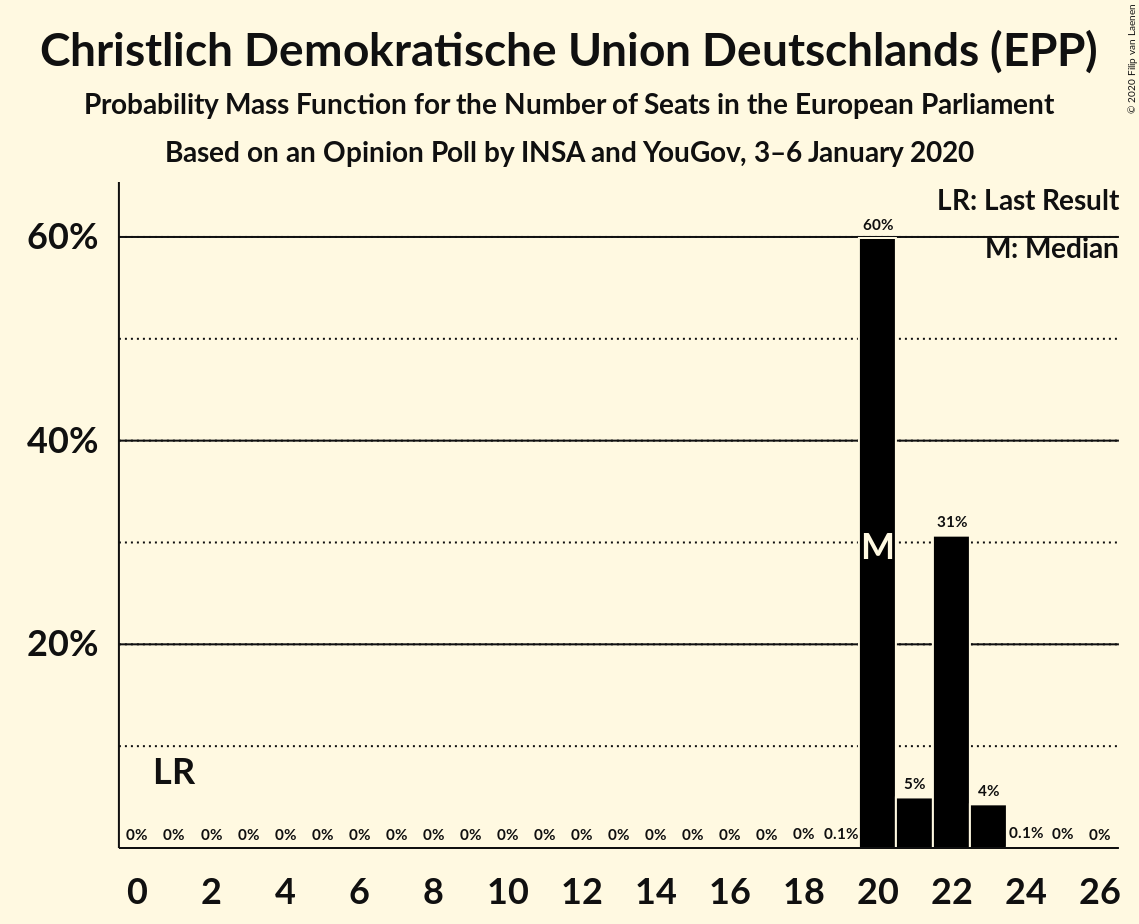 Christlich Demokratische Union Deutschlands (EPP)
Probability Mass Function for the Number of Seats in the European Parliament
Based on an Opinion Poll by INSA and YouGov, 3–6 January 2020
© 2020 Filip van Laenen
LR: Last Result
M: Median
60%
40%
20%
60%
31%
M
LR
5%
4%
0% 0% 0% 0% 0% 0% 0% 0% 0% 0% 0% 0% 0% 0% 0% 0% 0% 0% 0% 0.1% 0.1% 0% 0%
0 2 4 6 8 10 12 14 16 18 20 22 24 26